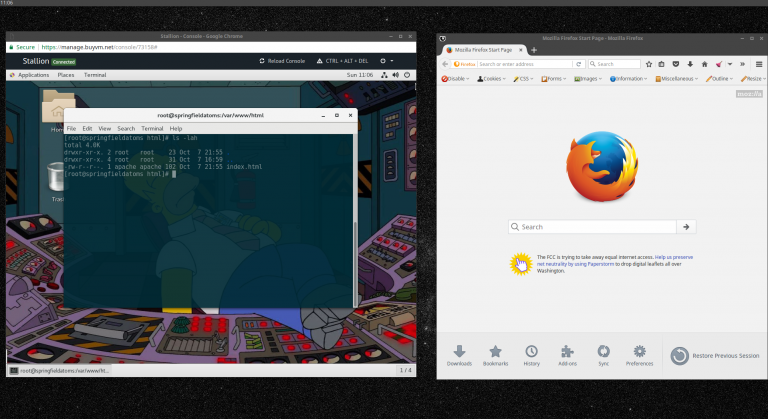 11:06
Stallion - Console - Google Chrome
Secure https://manage.buyvm.net/console/
Stallion Connected Reload Console CTRL + ALT + DEL
Applications Places Terminal Sun 11:06
Home
Trash
root@springfieldatoms:/var/www/html
File Edit View Search Terminal Help
[root@springfieldatoms html]# ls -lah
total 4.0K
drwxr-xr-x. 2 root root 23 Oct 7 21:55 .
drwxr-xr-x. 4 root root 31 Oct 7 16:59 ..
-rw-r--r--. 1 apache apache 102 Oct 7 21:55 index.html
[root@springfieldatoms html]#
root@springfieldatoms:/var/www/ht...
1 / 4
Mozilla Firefox Start Page - Mozilla Firefox
Mozilla Firefox Start Page
Firefox Search or enter address Search
Disable Cookies CSS Forms Images Information Miscellaneous Outline Resize
mozilla
Search
The FCC is trying to take away equal internet access. Help us preserve
net neutrality by using Paperstorm to drop digital leaflets all over
Washington.
Downloads Bookmarks History Add-ons Sync Preferences Restore Previous Session